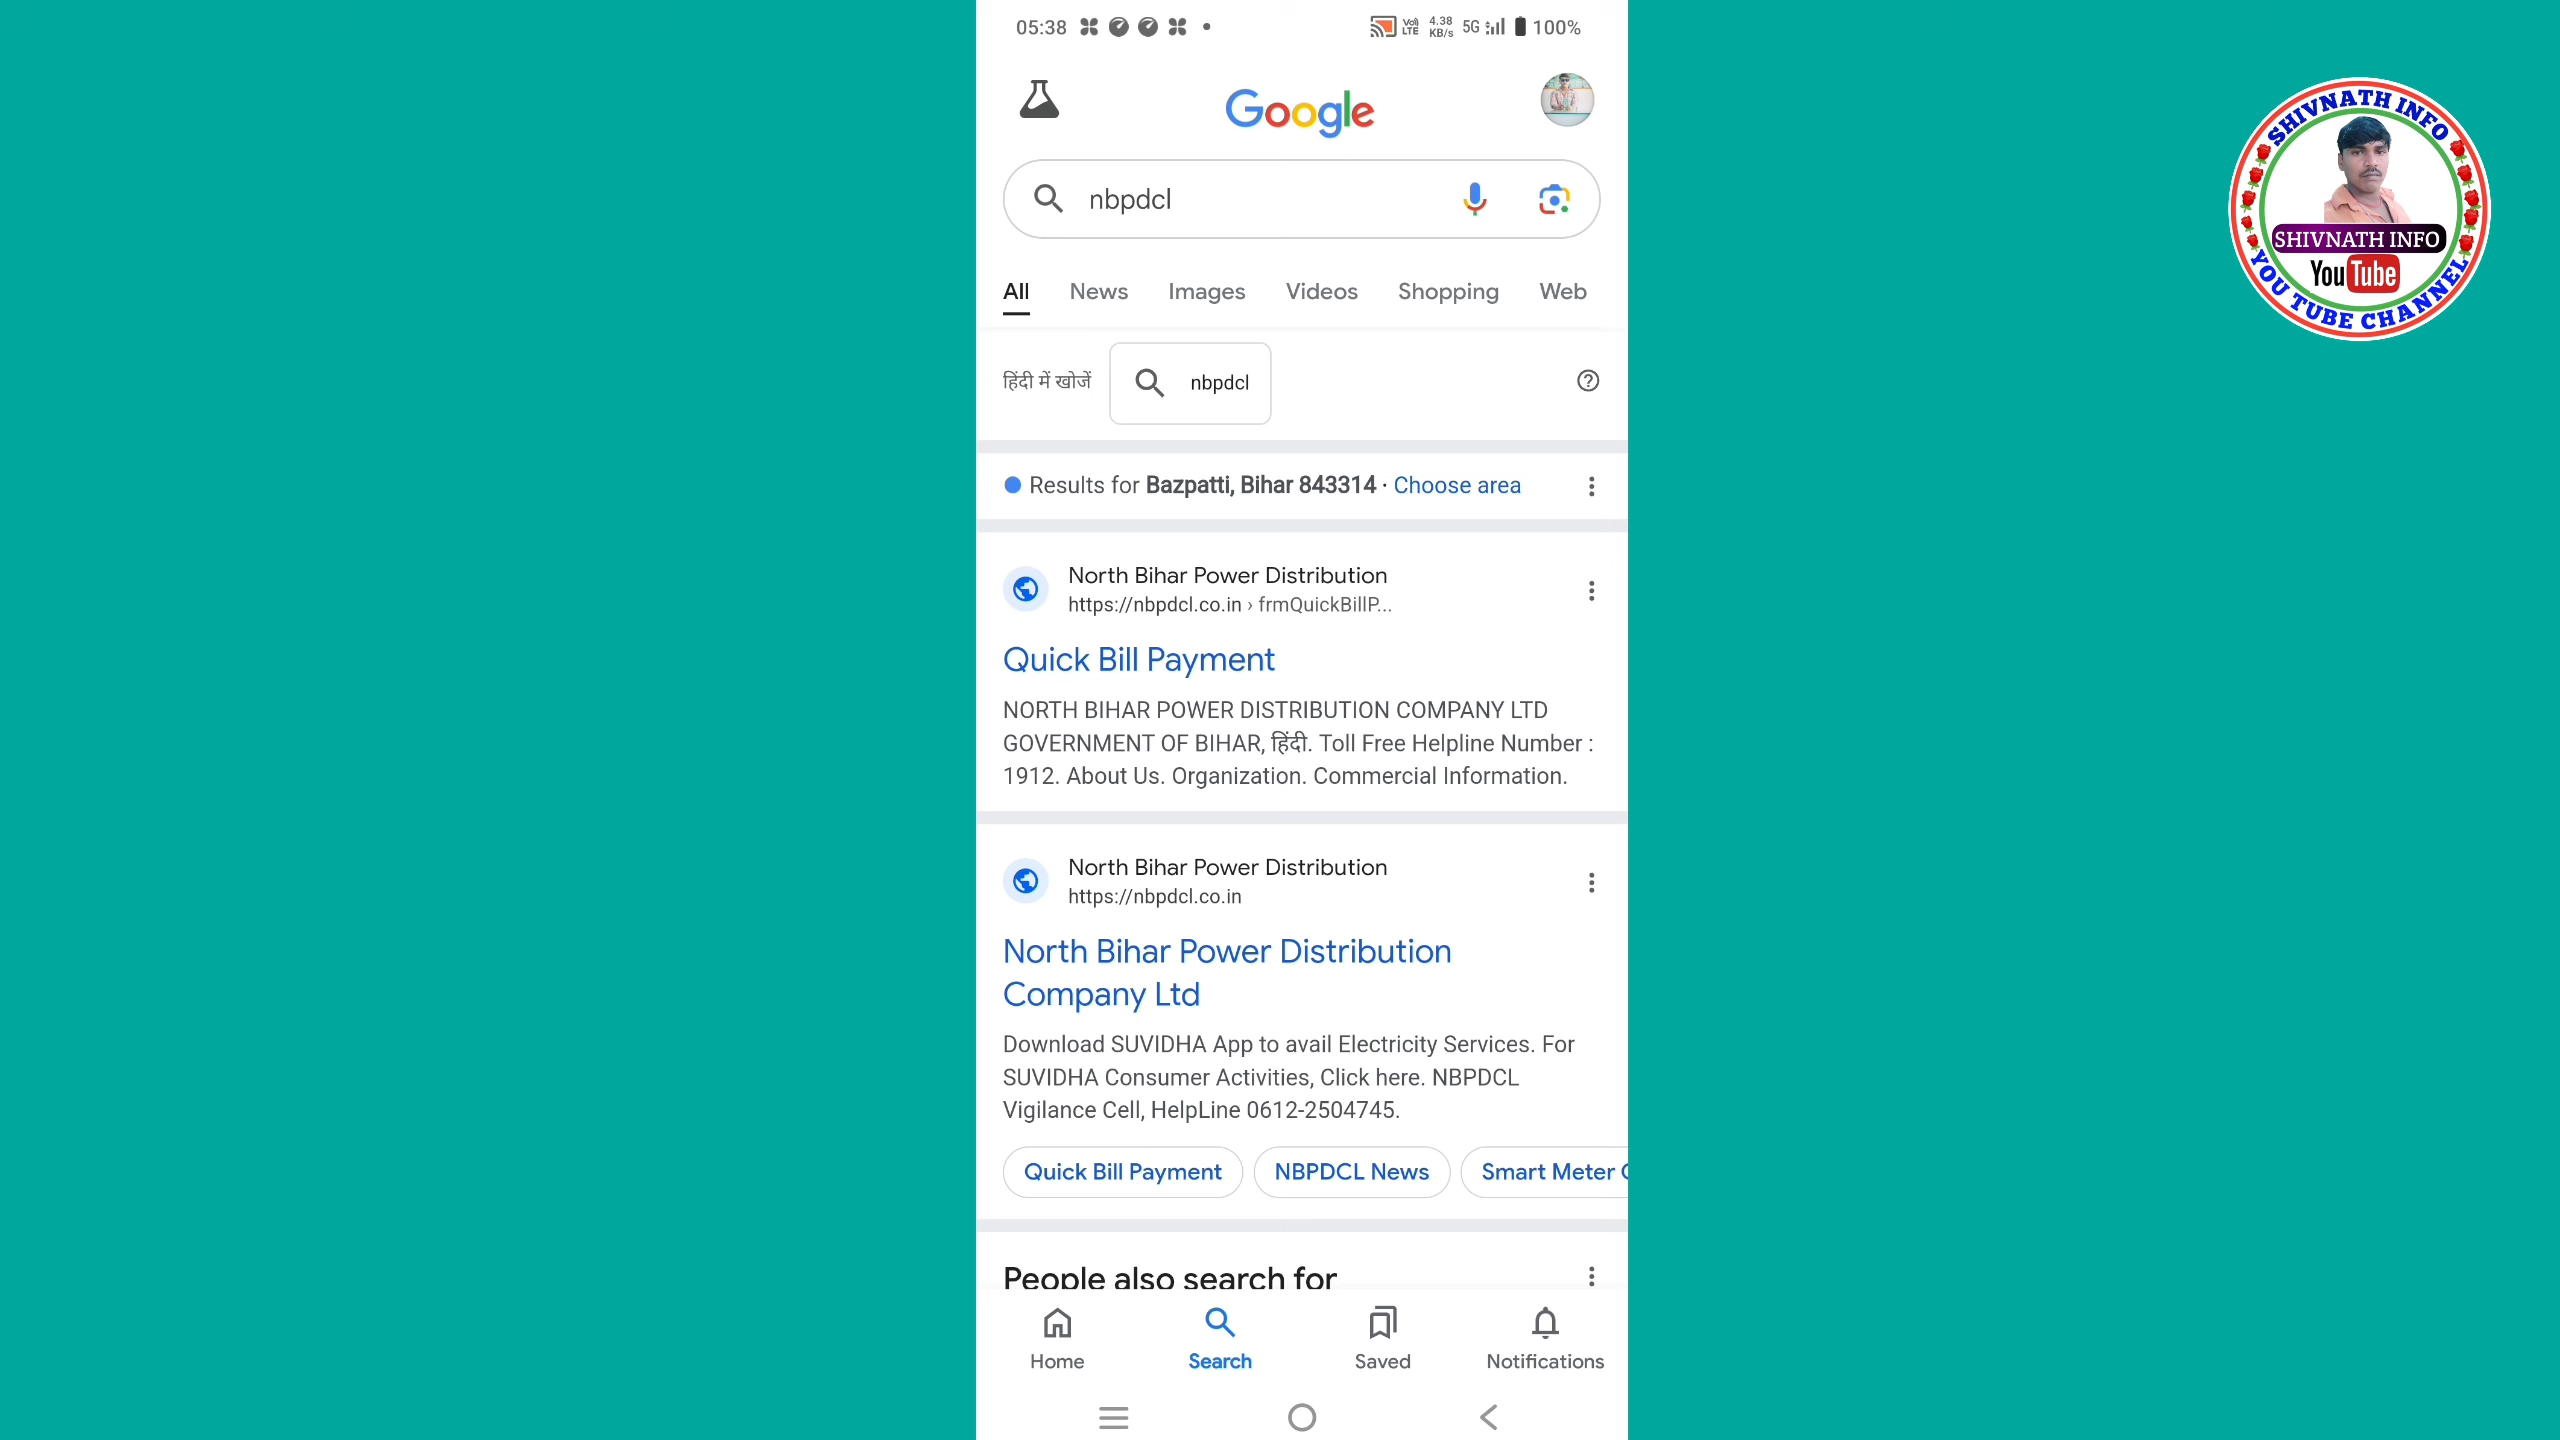 05:38
Vo) LTE
4.38 KB/s
5G
100%
Google
nbpdcl
All News Images Videos Shopping Web
हिंदी में खोजें nbpdcl
Results for Bazpatti, Bihar 843314 · Choose area
North Bihar Power Distribution
https://nbpdcl.co.in › frmQuickBillP...
Quick Bill Payment
NORTH BIHAR POWER DISTRIBUTION COMPANY LTD
GOVERNMENT OF BIHAR, हिंदी. Toll Free Helpline Number :
1912. About Us. Organization. Commercial Information.
North Bihar Power Distribution
https://nbpdcl.co.in
North Bihar Power Distribution
Company Ltd
Download SUVIDHA App to avail Electricity Services. For
SUVIDHA Consumer Activities, Click here. NBPDCL
Vigilance Cell, HelpLine 0612-2504745.
Quick Bill Payment NBPDCL News Smart Meter
People also search for
Home Search Saved Notifications
SHIVNATH INFO
SHIVNATH INFO
YouTube
YOU TUBE CHANNEL